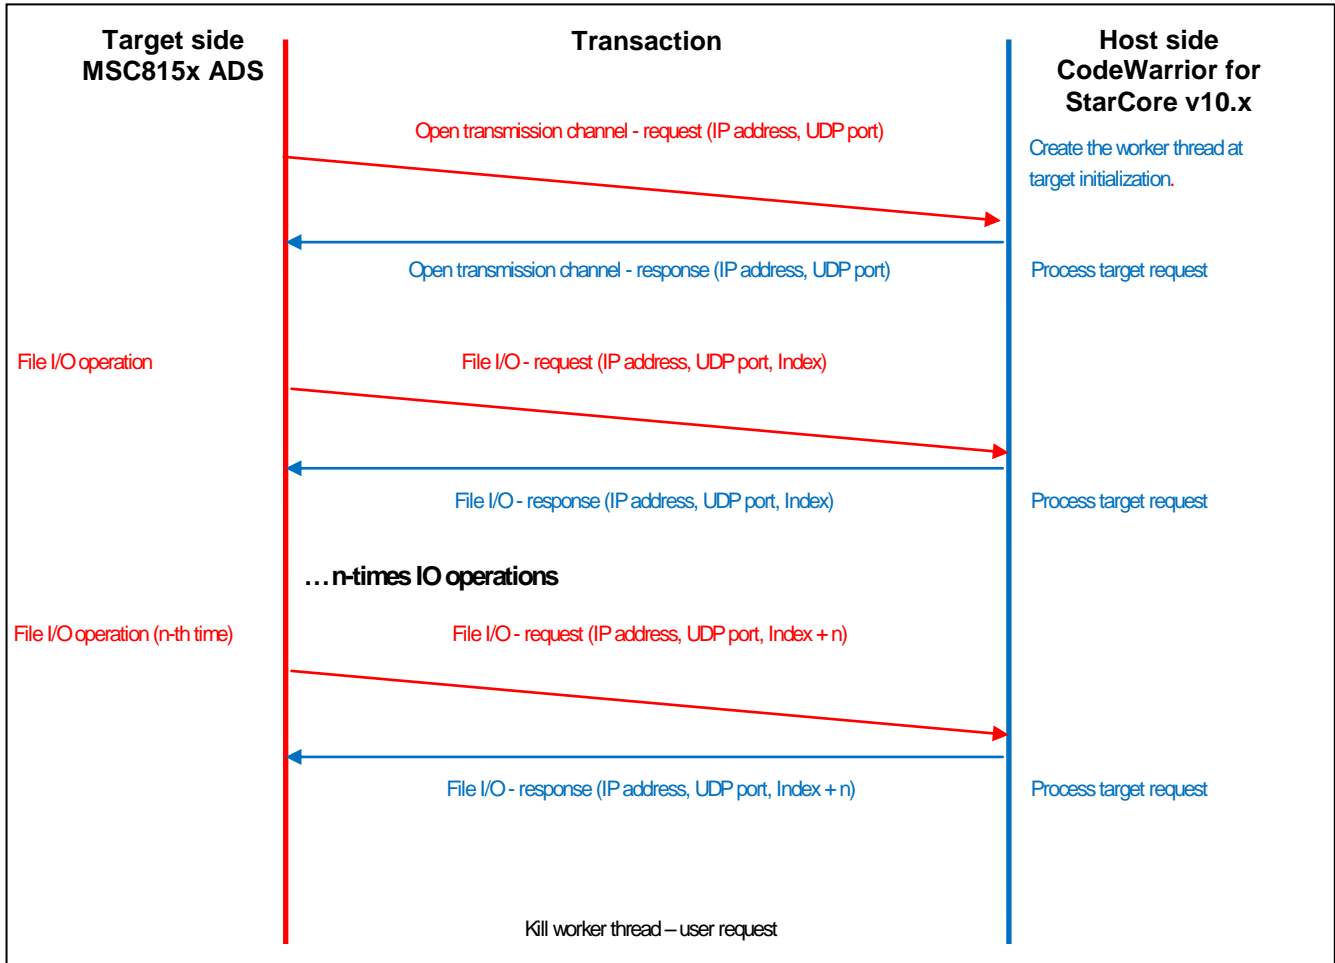 Target side
MSC815x ADS
Transaction
Host side
CodeWarrior for
StarCore v10.x
Open transmission channel - request (IP address, UDP port)
Create the worker thread at
target initialization.
Open transmission channel - response (IP address, UDP port)
Process target request
File I/O operation
File I/O - request (IP address, UDP port, Index)
File I/O - response (IP address, UDP port, Index)
Process target request
...n-times IO operations
File I/O operation (n-th time)
File I/O - request (IP address, UDP port, Index + n)
File I/O - response (IP address, UDP port, Index + n)
Process target request
Kill worker thread – user request